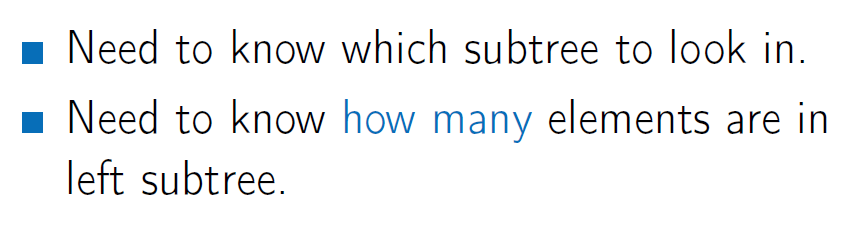 Need to know which subtree to look in.
Need to know how many elements are in
left subtree.